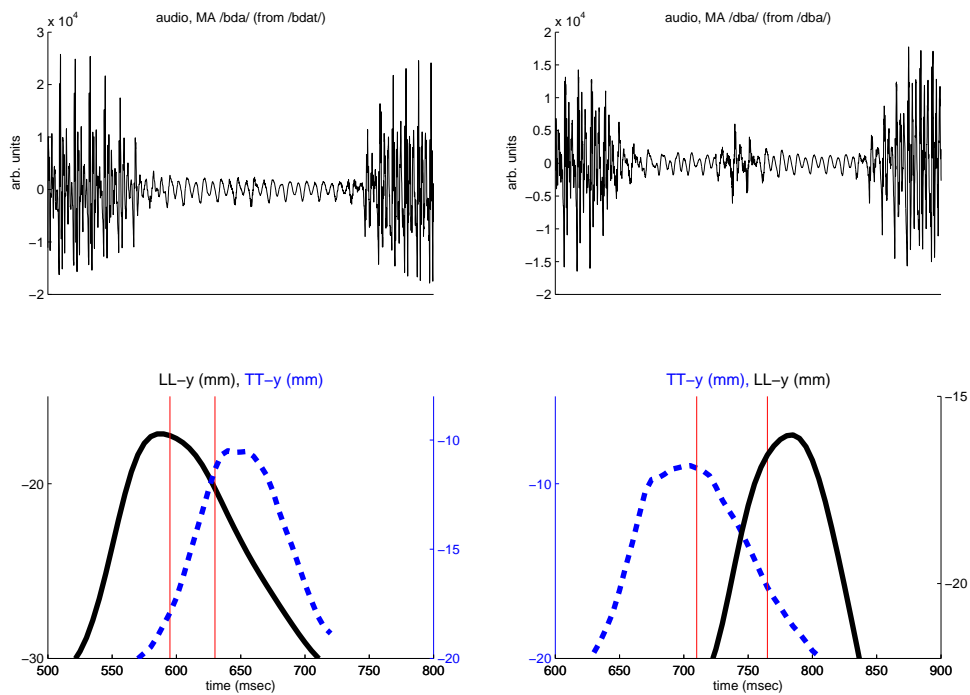 audio, MA /bda/ (from /bdat/)
x 10^4
3
2
1
0
−1
−2
arb. units
audio, MA /dba/ (from /dba/)
x 10^4
2
1.5
1
0.5
0
−0.5
−1
−1.5
−2
arb. units
LL−y (mm), TT−y (mm)
−20
−30
−10
−15
−20
500 550 600 650 700 750 800
time (msec)
TT−y (mm), LL−y (mm)
−10
−20
−15
−20
600 650 700 750 800 850 900
time (msec)